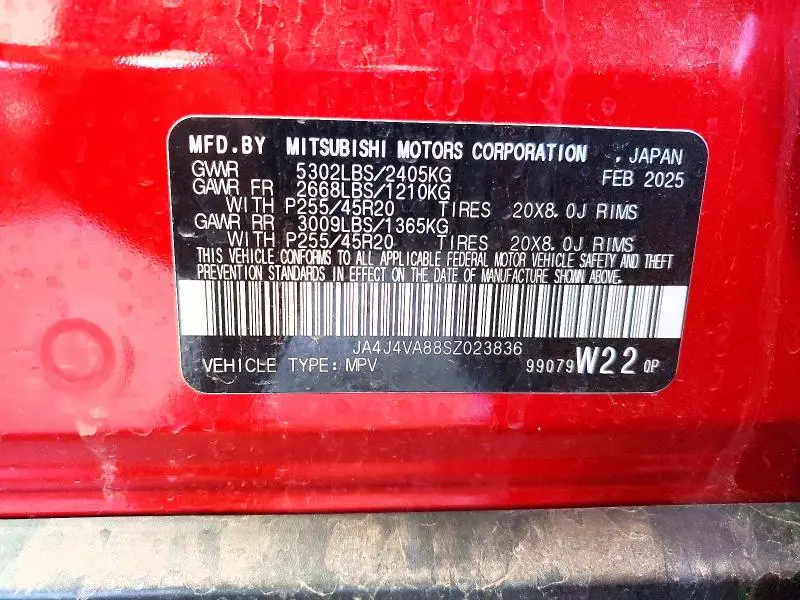 MFD.BY MITSUBISHI MOTORS CORPORATION , JAPAN
GVWR 5302LBS/2405KG FEB 2025
GAWR FR 2668LBS/1210KG
WITH P255/45R20 TIRES 20X8.0J RIMS
GAWR RR 3009LBS/1365KG
WITH P255/45R20 TIRES 20X8.0J RIMS
THIS VEHICLE CONFORMS TO ALL APPLICABLE FEDERAL MOTOR VEHICLE SAFETY AND THEFT
PREVENTION STANDARDS IN EFFECT ON THE DATE OF MANUFACTURE SHOWN ABOVE.
JA4J4VA88SZ023836
VEHICLE TYPE: MPV 99079 W22 0P